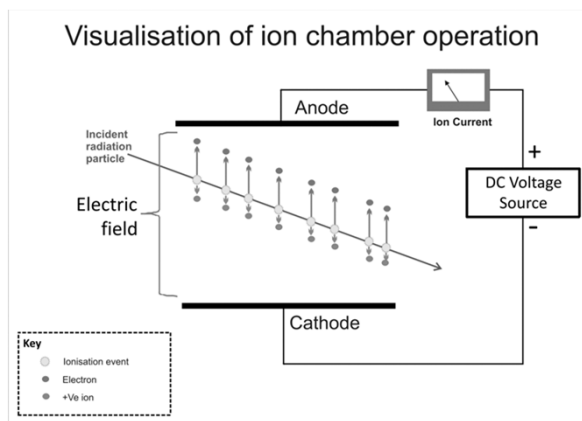 Visualisation of ion chamber operation
Anode
Ion Current
Incident
radiation
particle
+
DC Voltage
Source
-
Electric
field
Cathode
Key
Ionisation event
Electron
+Ve ion